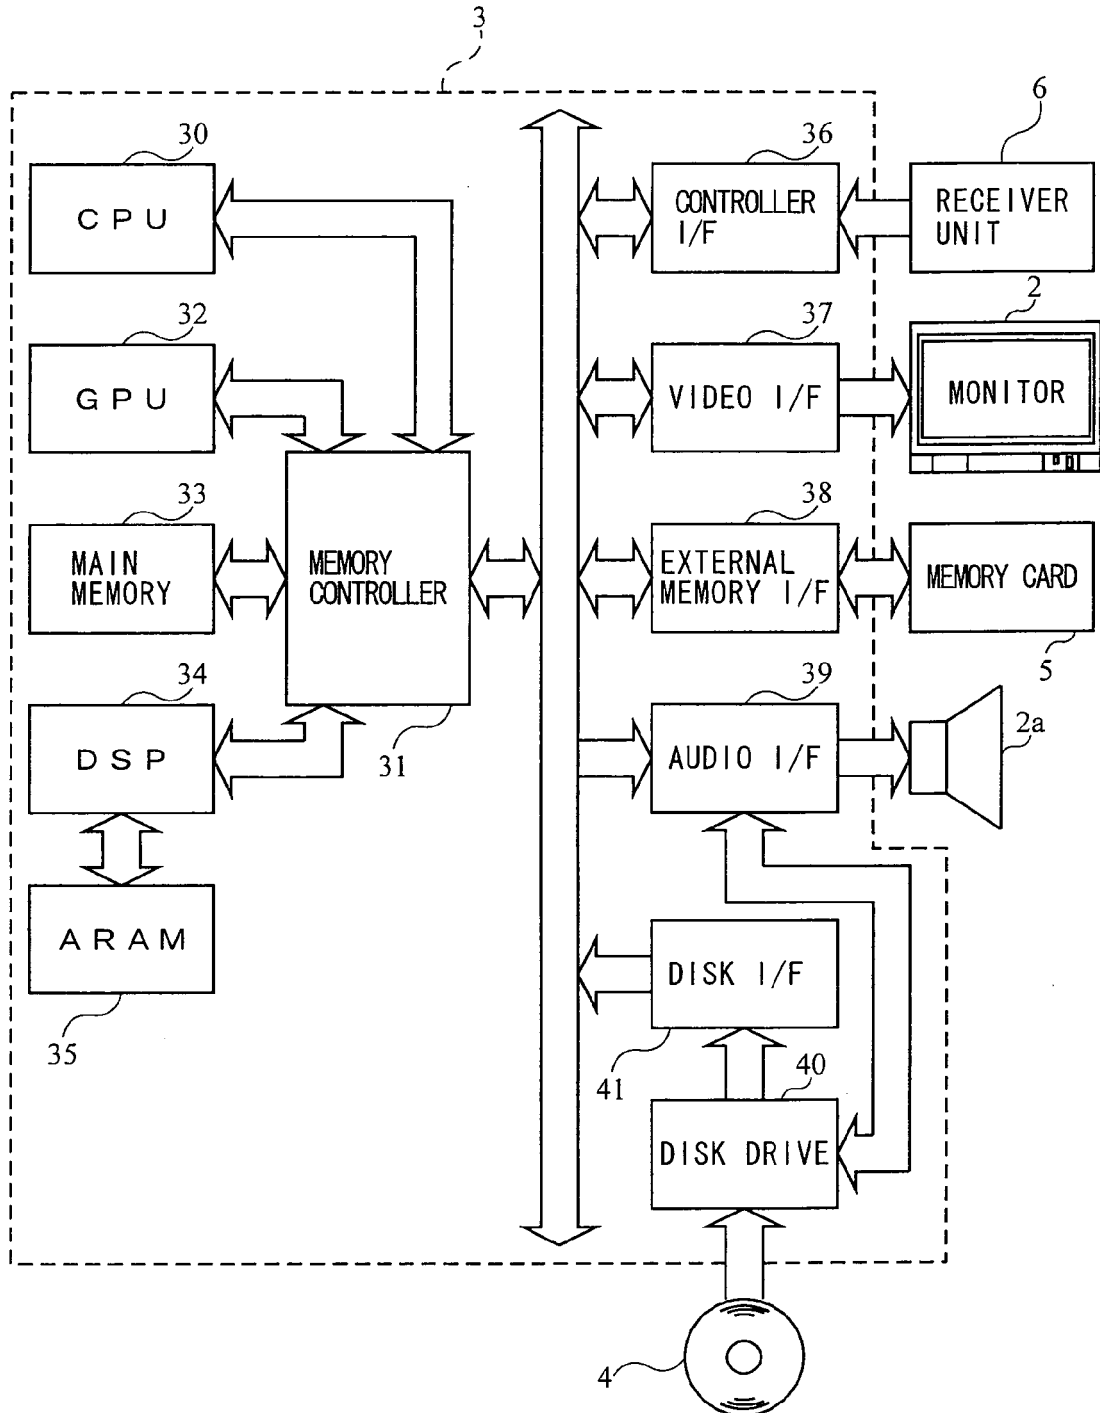 3
30
CPU
36
CONTROLLER
I/F
6
RECEIVER
UNIT
32
GPU
37
VIDEO I/F
2
MONITOR
33
MAIN
MEMORY
MEMORY
CONTROLLER
31
38
EXTERNAL
MEMORY I/F
MEMORY CARD
5
34
DSP
39
AUDIO I/F
2a
ARAM
35
DISK I/F
41
40
DISK DRIVE
4